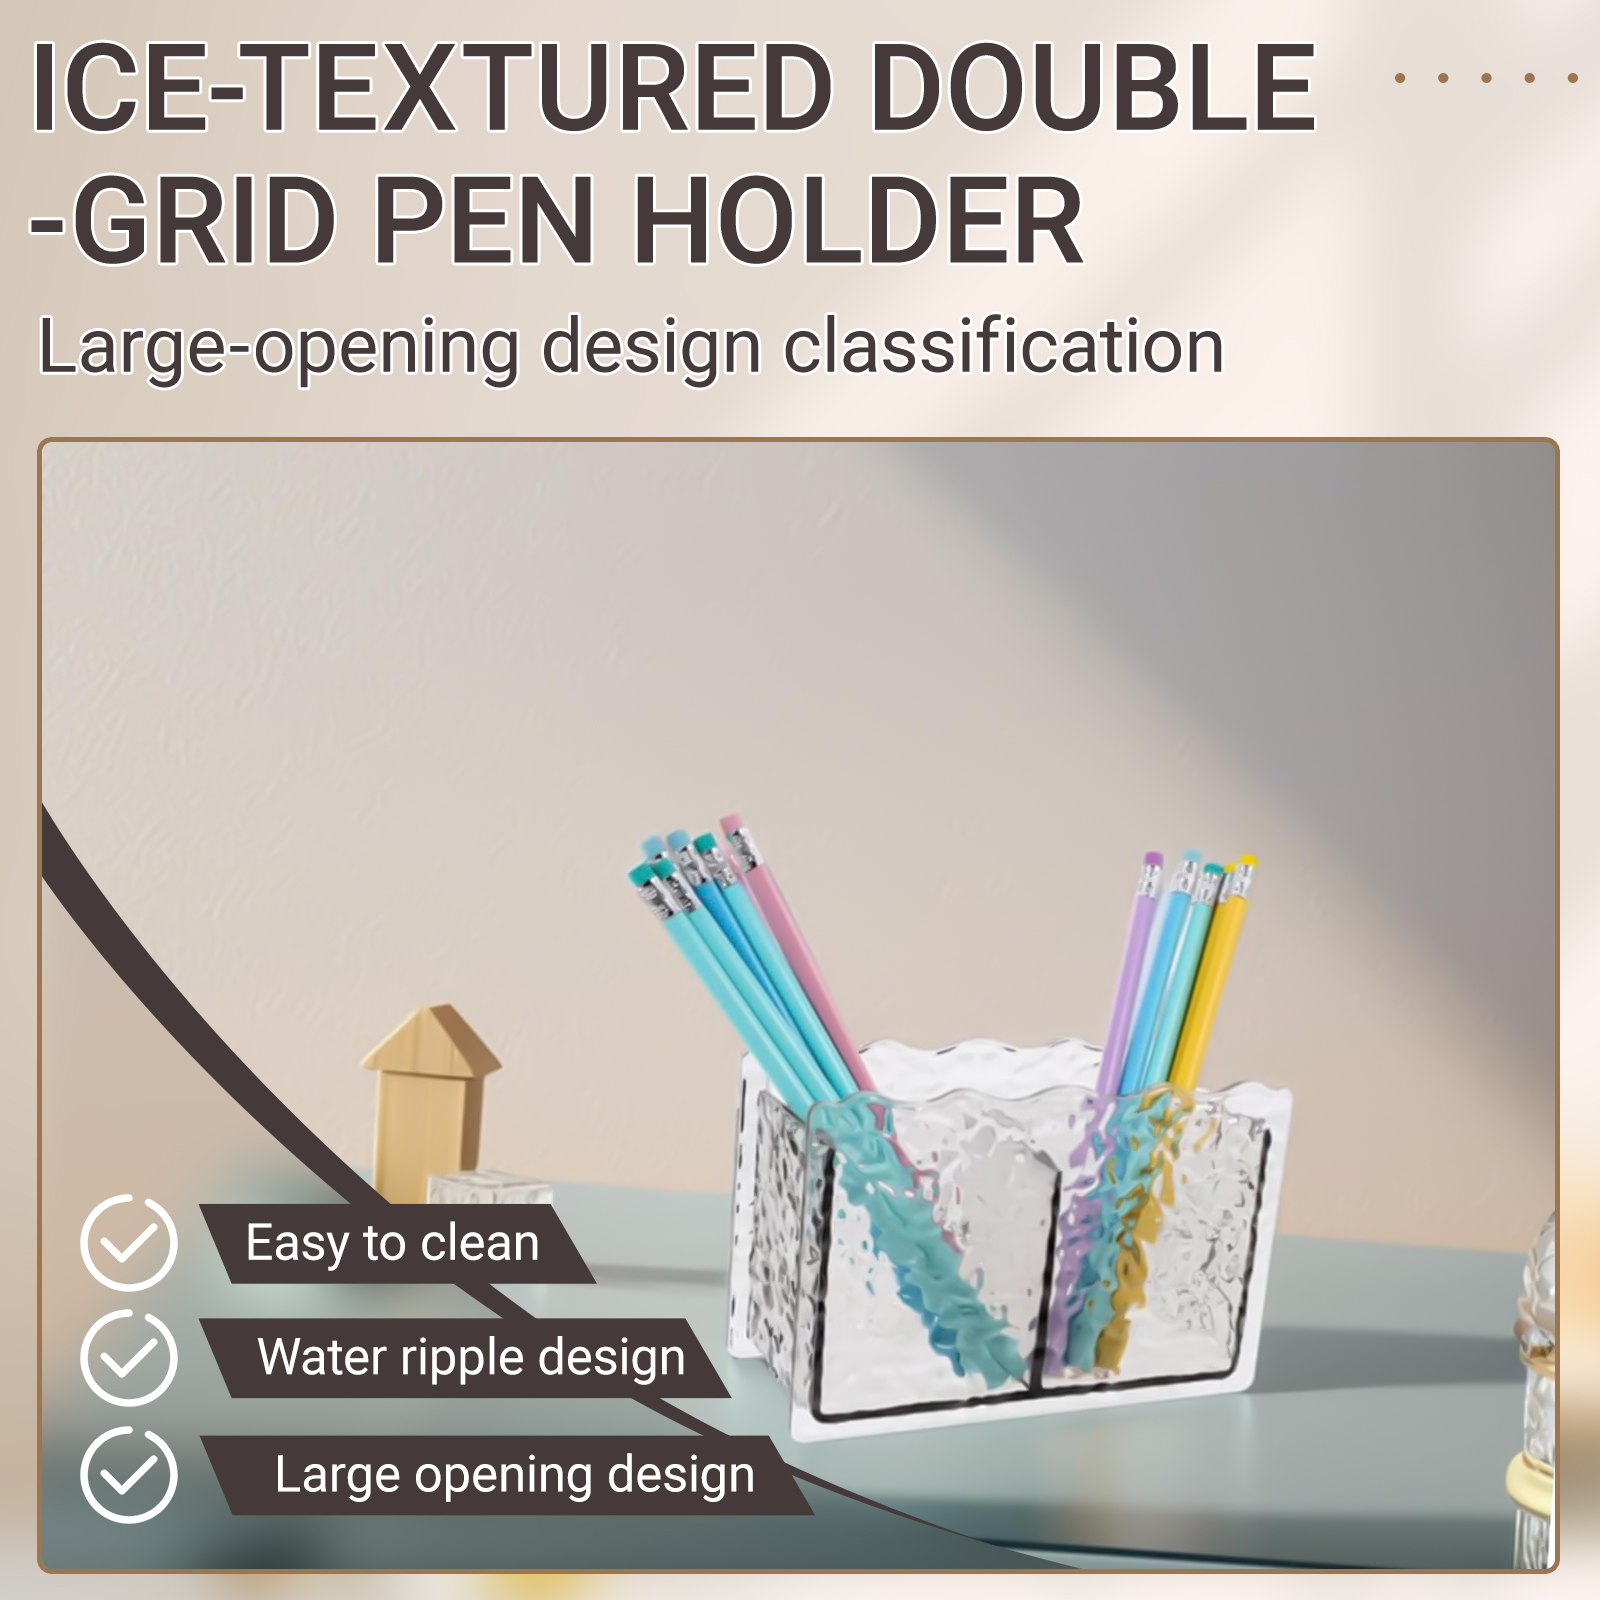 ICE-TEXTURED DOUBLE
-GRID PEN HOLDER
Large-opening design classification
Easy to clean
Water ripple design
Large opening design